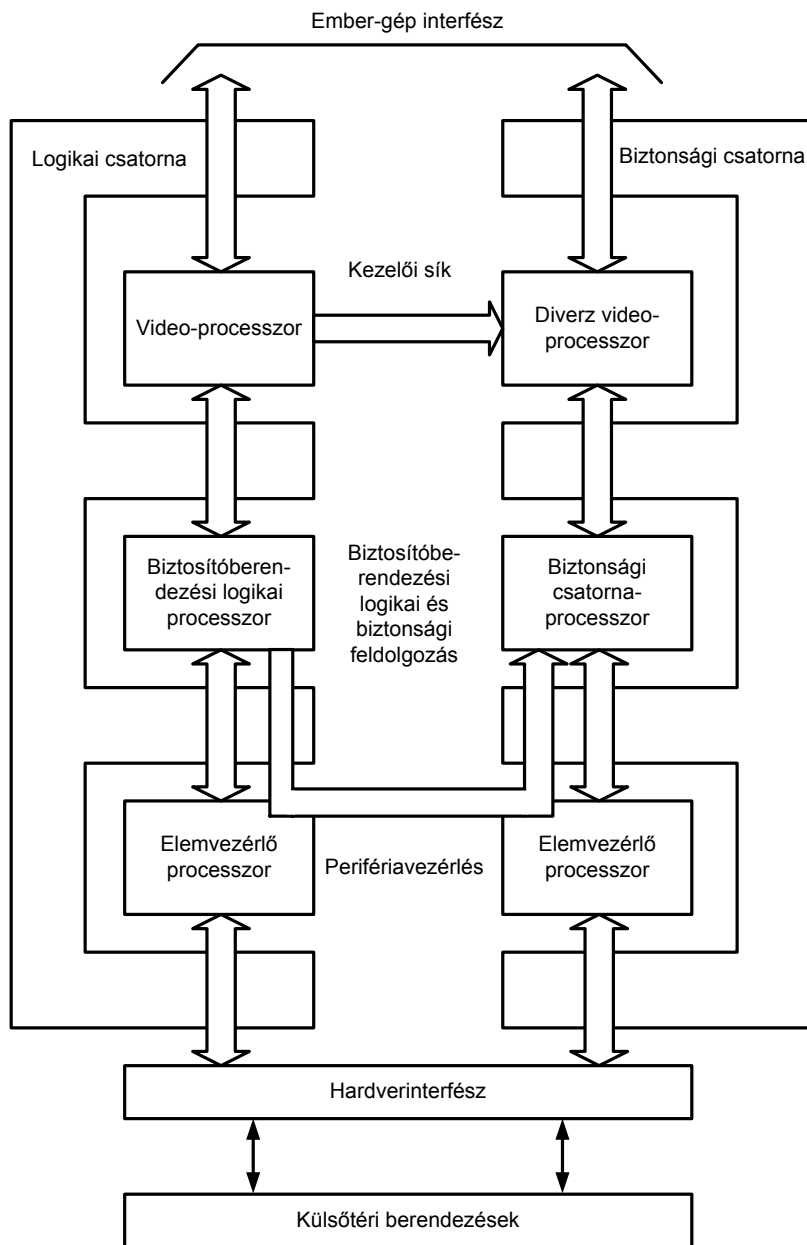 Ember-gép interfész
Logikai csatorna
Biztonsági csatorna
Kezelői sík
Video-processzor
Diverz video-
processzor
Biztosítóberen-
dezési logikai
processzor
Biztosítóbe-
rendezési
logikai és
biztonsági
feldolgozás
Biztonsági
csatorna-
processzor
Elemvezérlő
processzor
Perifériavezérlés
Elemvezérlő
processzor
Hardverinterfész
Külsőtéri berendezések